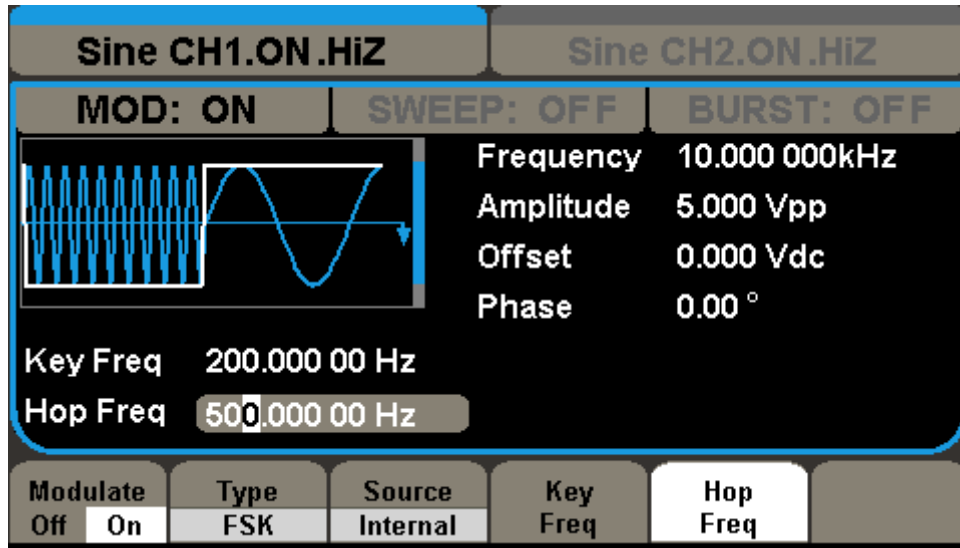 Sine CH1.ON.HiZ
Sine CH2.ON.HiZ
MOD: ON
SWEEP: OFF
BURST: OFF
Frequency 10.000 000kHz
Amplitude 5.000 Vpp
Offset 0.000 Vdc
Phase 0.00 °
Key Freq 200.000 00 Hz
Hop Freq 500.000 00 Hz
Modulate
Off On
Type
FSK
Source
Internal
Key
Freq
Hop
Freq